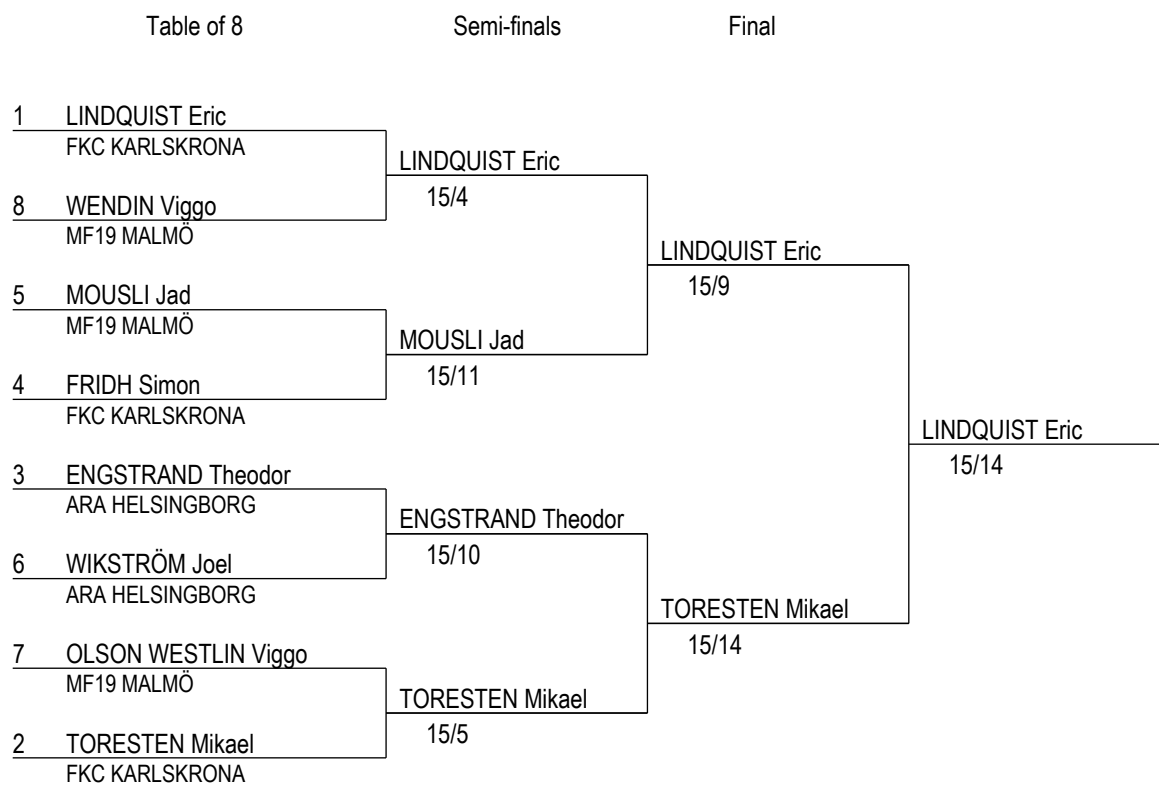 Table of 8 Semi-finals Final
1 LINDQUIST Eric
FKC KARLSKRONA
LINDQUIST Eric
15/4
8 WENDIN Viggo
MF19 MALMÖ
LINDQUIST Eric
15/9
5 MOUSLI Jad
MF19 MALMÖ
MOUSLI Jad
15/11
4 FRIDH Simon
FKC KARLSKRONA
LINDQUIST Eric
15/14
3 ENGSTRAND Theodor
ARA HELSINGBORG
ENGSTRAND Theodor
15/10
6 WIKSTRÖM Joel
ARA HELSINGBORG
TORESTEN Mikael
15/14
7 OLSON WESTLIN Viggo
MF19 MALMÖ
TORESTEN Mikael
15/5
2 TORESTEN Mikael
FKC KARLSKRONA